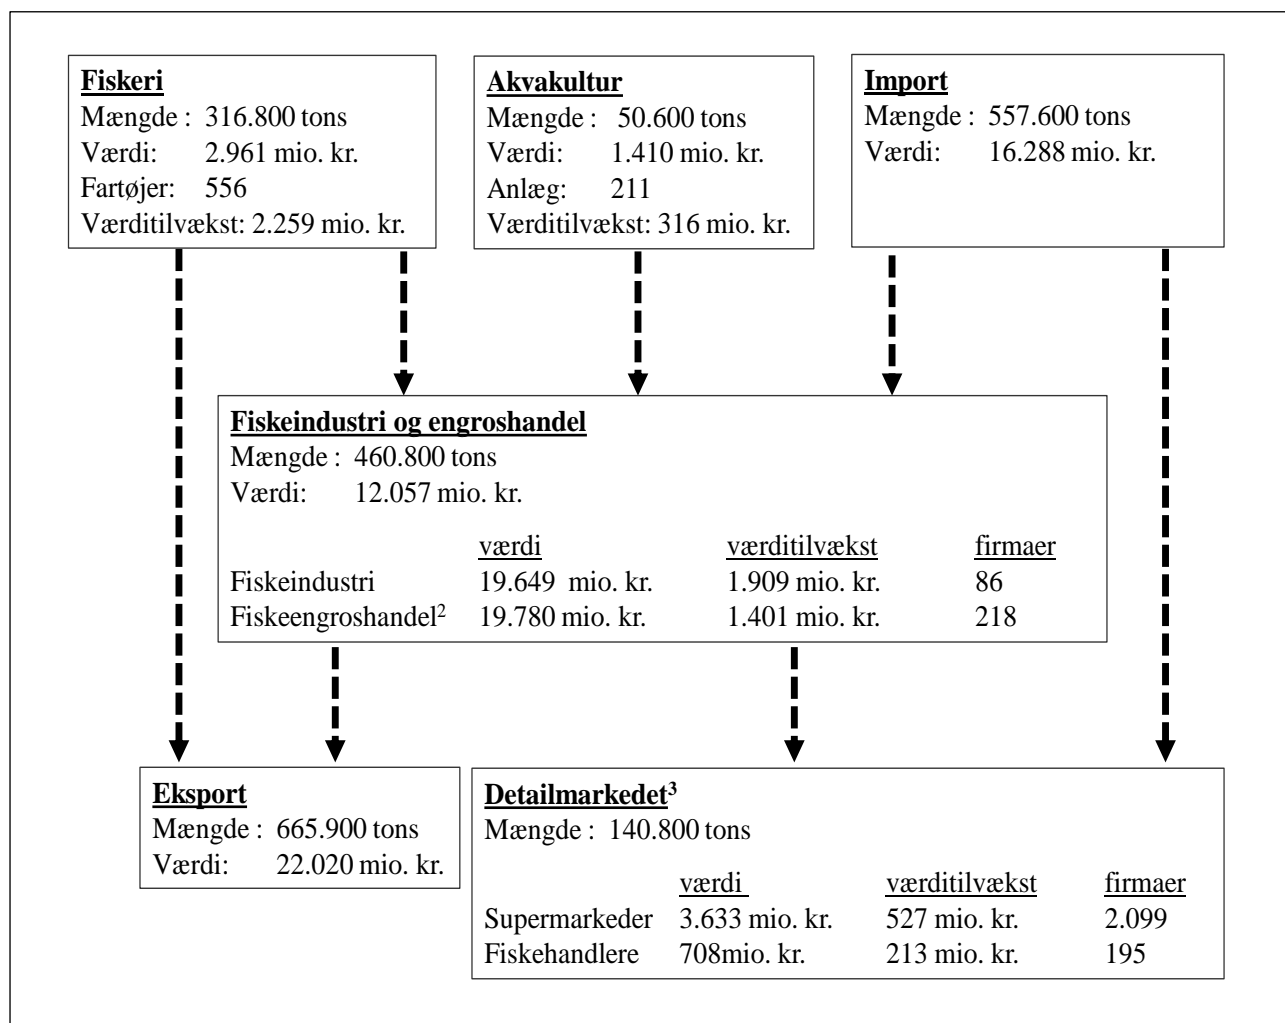 Fiskeri
Mængde : 316.800 tons
Værdi: 2.961 mio. kr.
Fartøjer: 556
Værditilvækst: 2.259 mio. kr.
Akvakultur
Mængde : 50.600 tons
Værdi: 1.410 mio. kr.
Anlæg: 211
Værditilvækst: 316 mio. kr.
Import
Mængde : 557.600 tons
Værdi: 16.288 mio. kr.
Fiskeindustri og engroshandel
Mængde : 460.800 tons
Værdi: 12.057 mio. kr.
værdi værditilvækst firmaer
Fiskeindustri 19.649 mio. kr. 1.909 mio. kr. 86
Fiskeengroshandel² 19.780 mio. kr. 1.401 mio. kr. 218
Eksport
Mængde : 665.900 tons
Værdi: 22.020 mio. kr.
Detailmarkedet³
Mængde : 140.800 tons
værdi værditilvækst firmaer
Supermarkeder 3.633 mio. kr. 527 mio. kr. 2.099
Fiskehandlere 708mio. kr. 213 mio. kr. 195